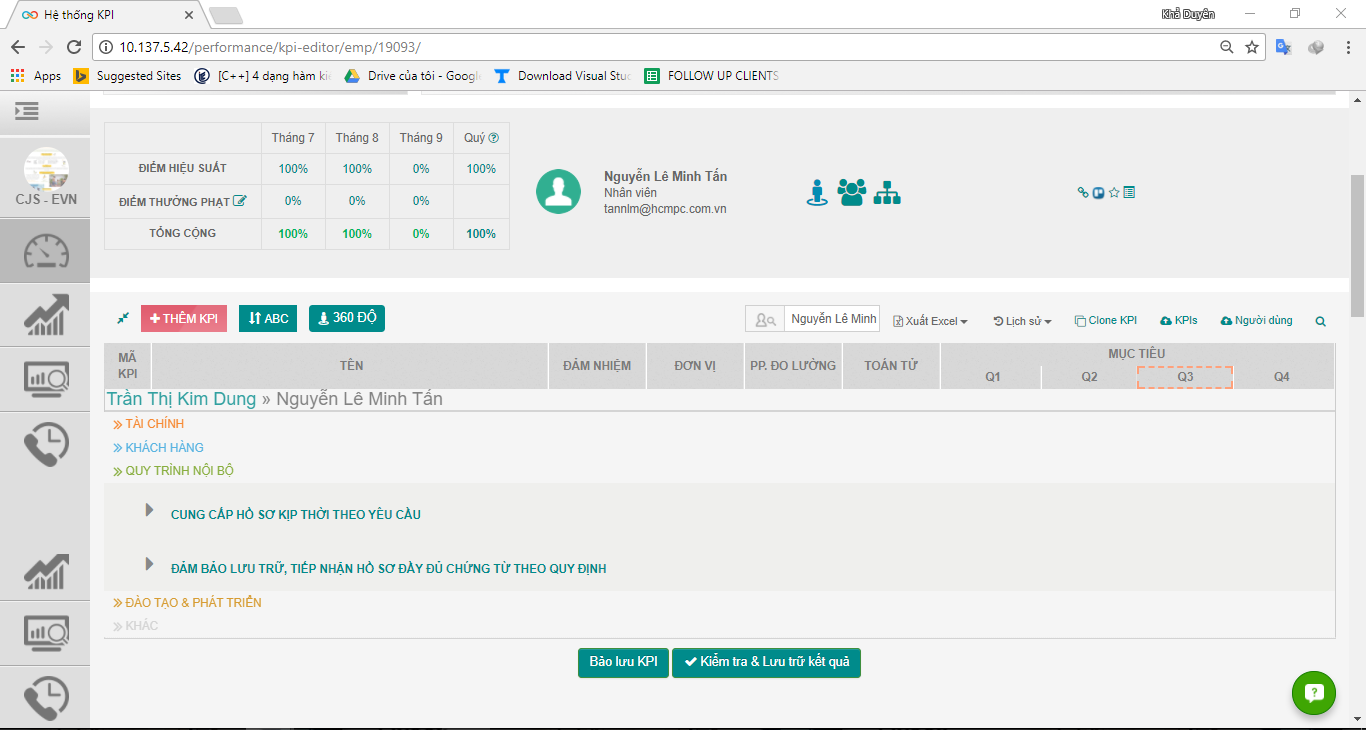 Hệ thống KPI
Khả Duyên
10.137.5.42/performance/kpi-editor/emp/19093/
Apps Suggested Sites [C++] 4 dạng hàm kiế Drive của tôi - Google Download Visual Stud FOLLOW UP CLIENTS
Tháng 7 Tháng 8 Tháng 9 Quý
ĐIỂM HIỆU SUẤT 100% 100% 0% 100%
ĐIỂM THƯỞNG PHẠT 0% 0% 0%
TỔNG CỘNG 100% 100% 0% 100%
Nguyễn Lê Minh Tấn
Nhân viên
tannlm@hcmpc.com.vn
CJS - EVN
THÊM KPI ABC 360 ĐỘ Nguyễn Lê Minh Xuất Excel Lịch sử Clone KPI KPIs Người dùng
MÃ KPI TÊN ĐẢM NHIỆM ĐƠN VỊ PP. ĐO LƯỜNG TOÁN TỬ MỤC TIÊU
Q1 Q2 Q3 Q4
Trần Thị Kim Dung » Nguyễn Lê Minh Tấn
TÀI CHÍNH
KHÁCH HÀNG
QUY TRÌNH NỘI BỘ
CUNG CẤP HỒ SƠ KỊP THỜI THEO YÊU CẦU
ĐẢM BẢO LƯU TRỮ, TIẾP NHẬN HỒ SƠ ĐẦY ĐỦ CHỨNG TỪ THEO QUY ĐỊNH
ĐÀO TẠO & PHÁT TRIỂN
KHÁC
Bảo lưu KPI Kiểm tra & Lưu trữ kết quả